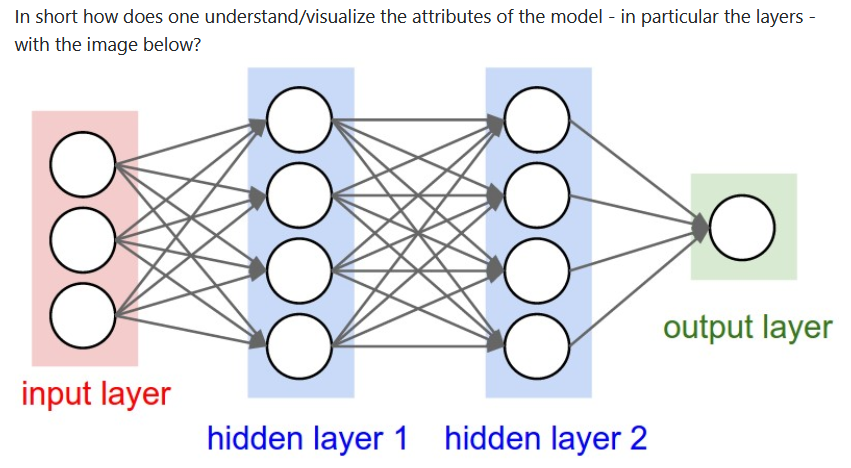 In short how does one understand/visualize the attributes of the model - in particular the layers -
with the image below?
output layer
input layer
hidden layer 1
hidden layer 2